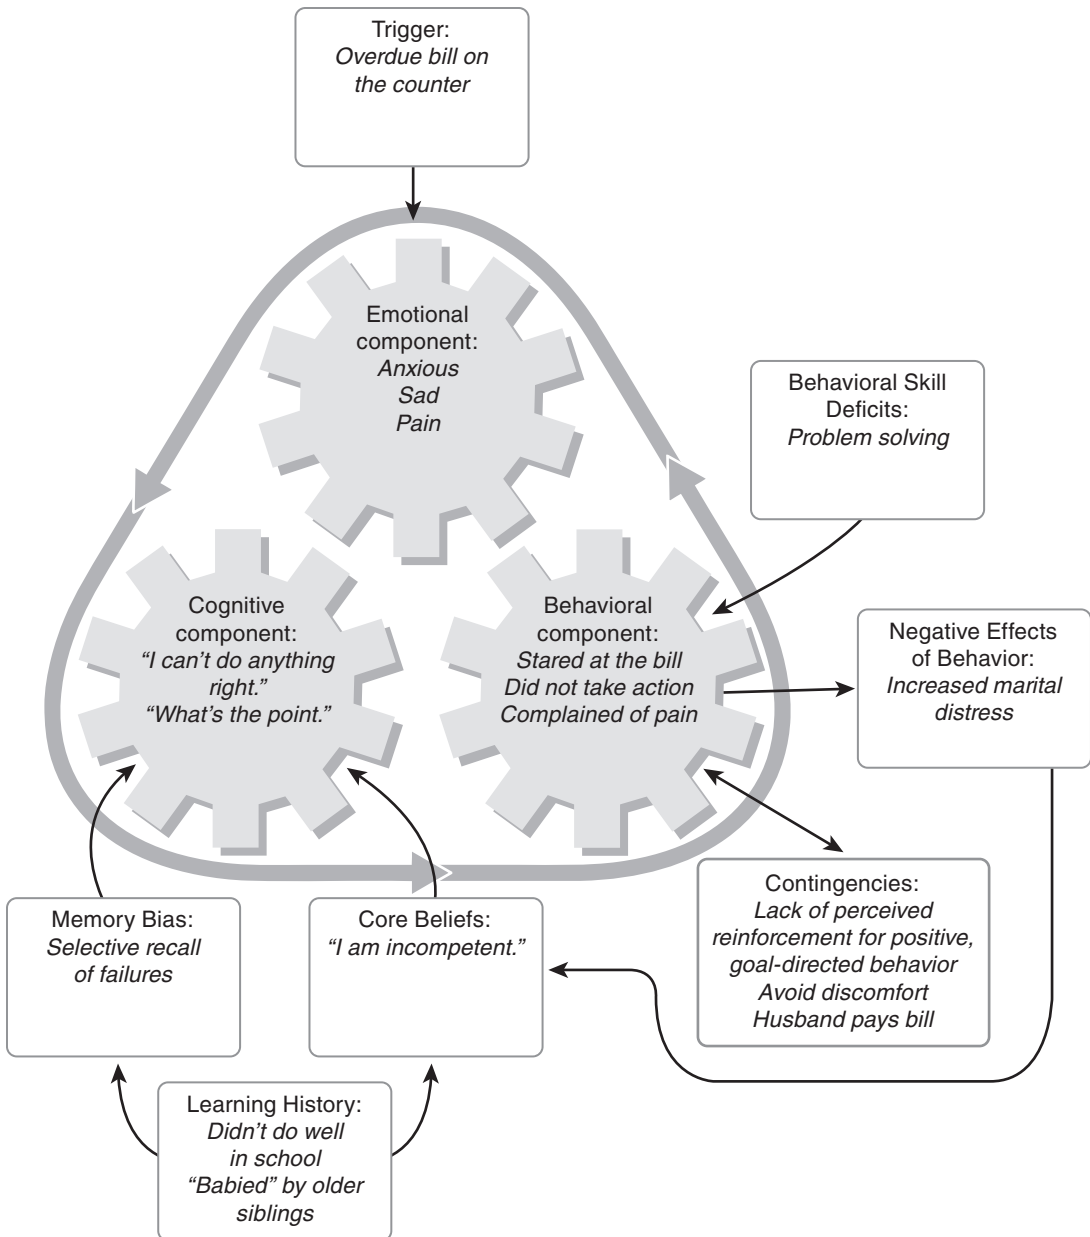 Trigger:
Overdue bill on
the counter
Emotional
component:
Anxious
Sad
Pain
Behavioral Skill
Deficits:
Problem solving
Cognitive
component:
“I can’t do anything
right.”
“What’s the point.”
Behavioral
component:
Stared at the bill
Did not take action
Complained of pain
Negative Effects
of Behavior:
Increased marital
distress
Memory Bias:
Selective recall
of failures
Core Beliefs:
“I am incompetent.”
Contingencies:
Lack of perceived
reinforcement for positive,
goal-directed behavior
Avoid discomfort
Husband pays bill
Learning History:
Didn’t do well
in school
“Babied” by older
siblings